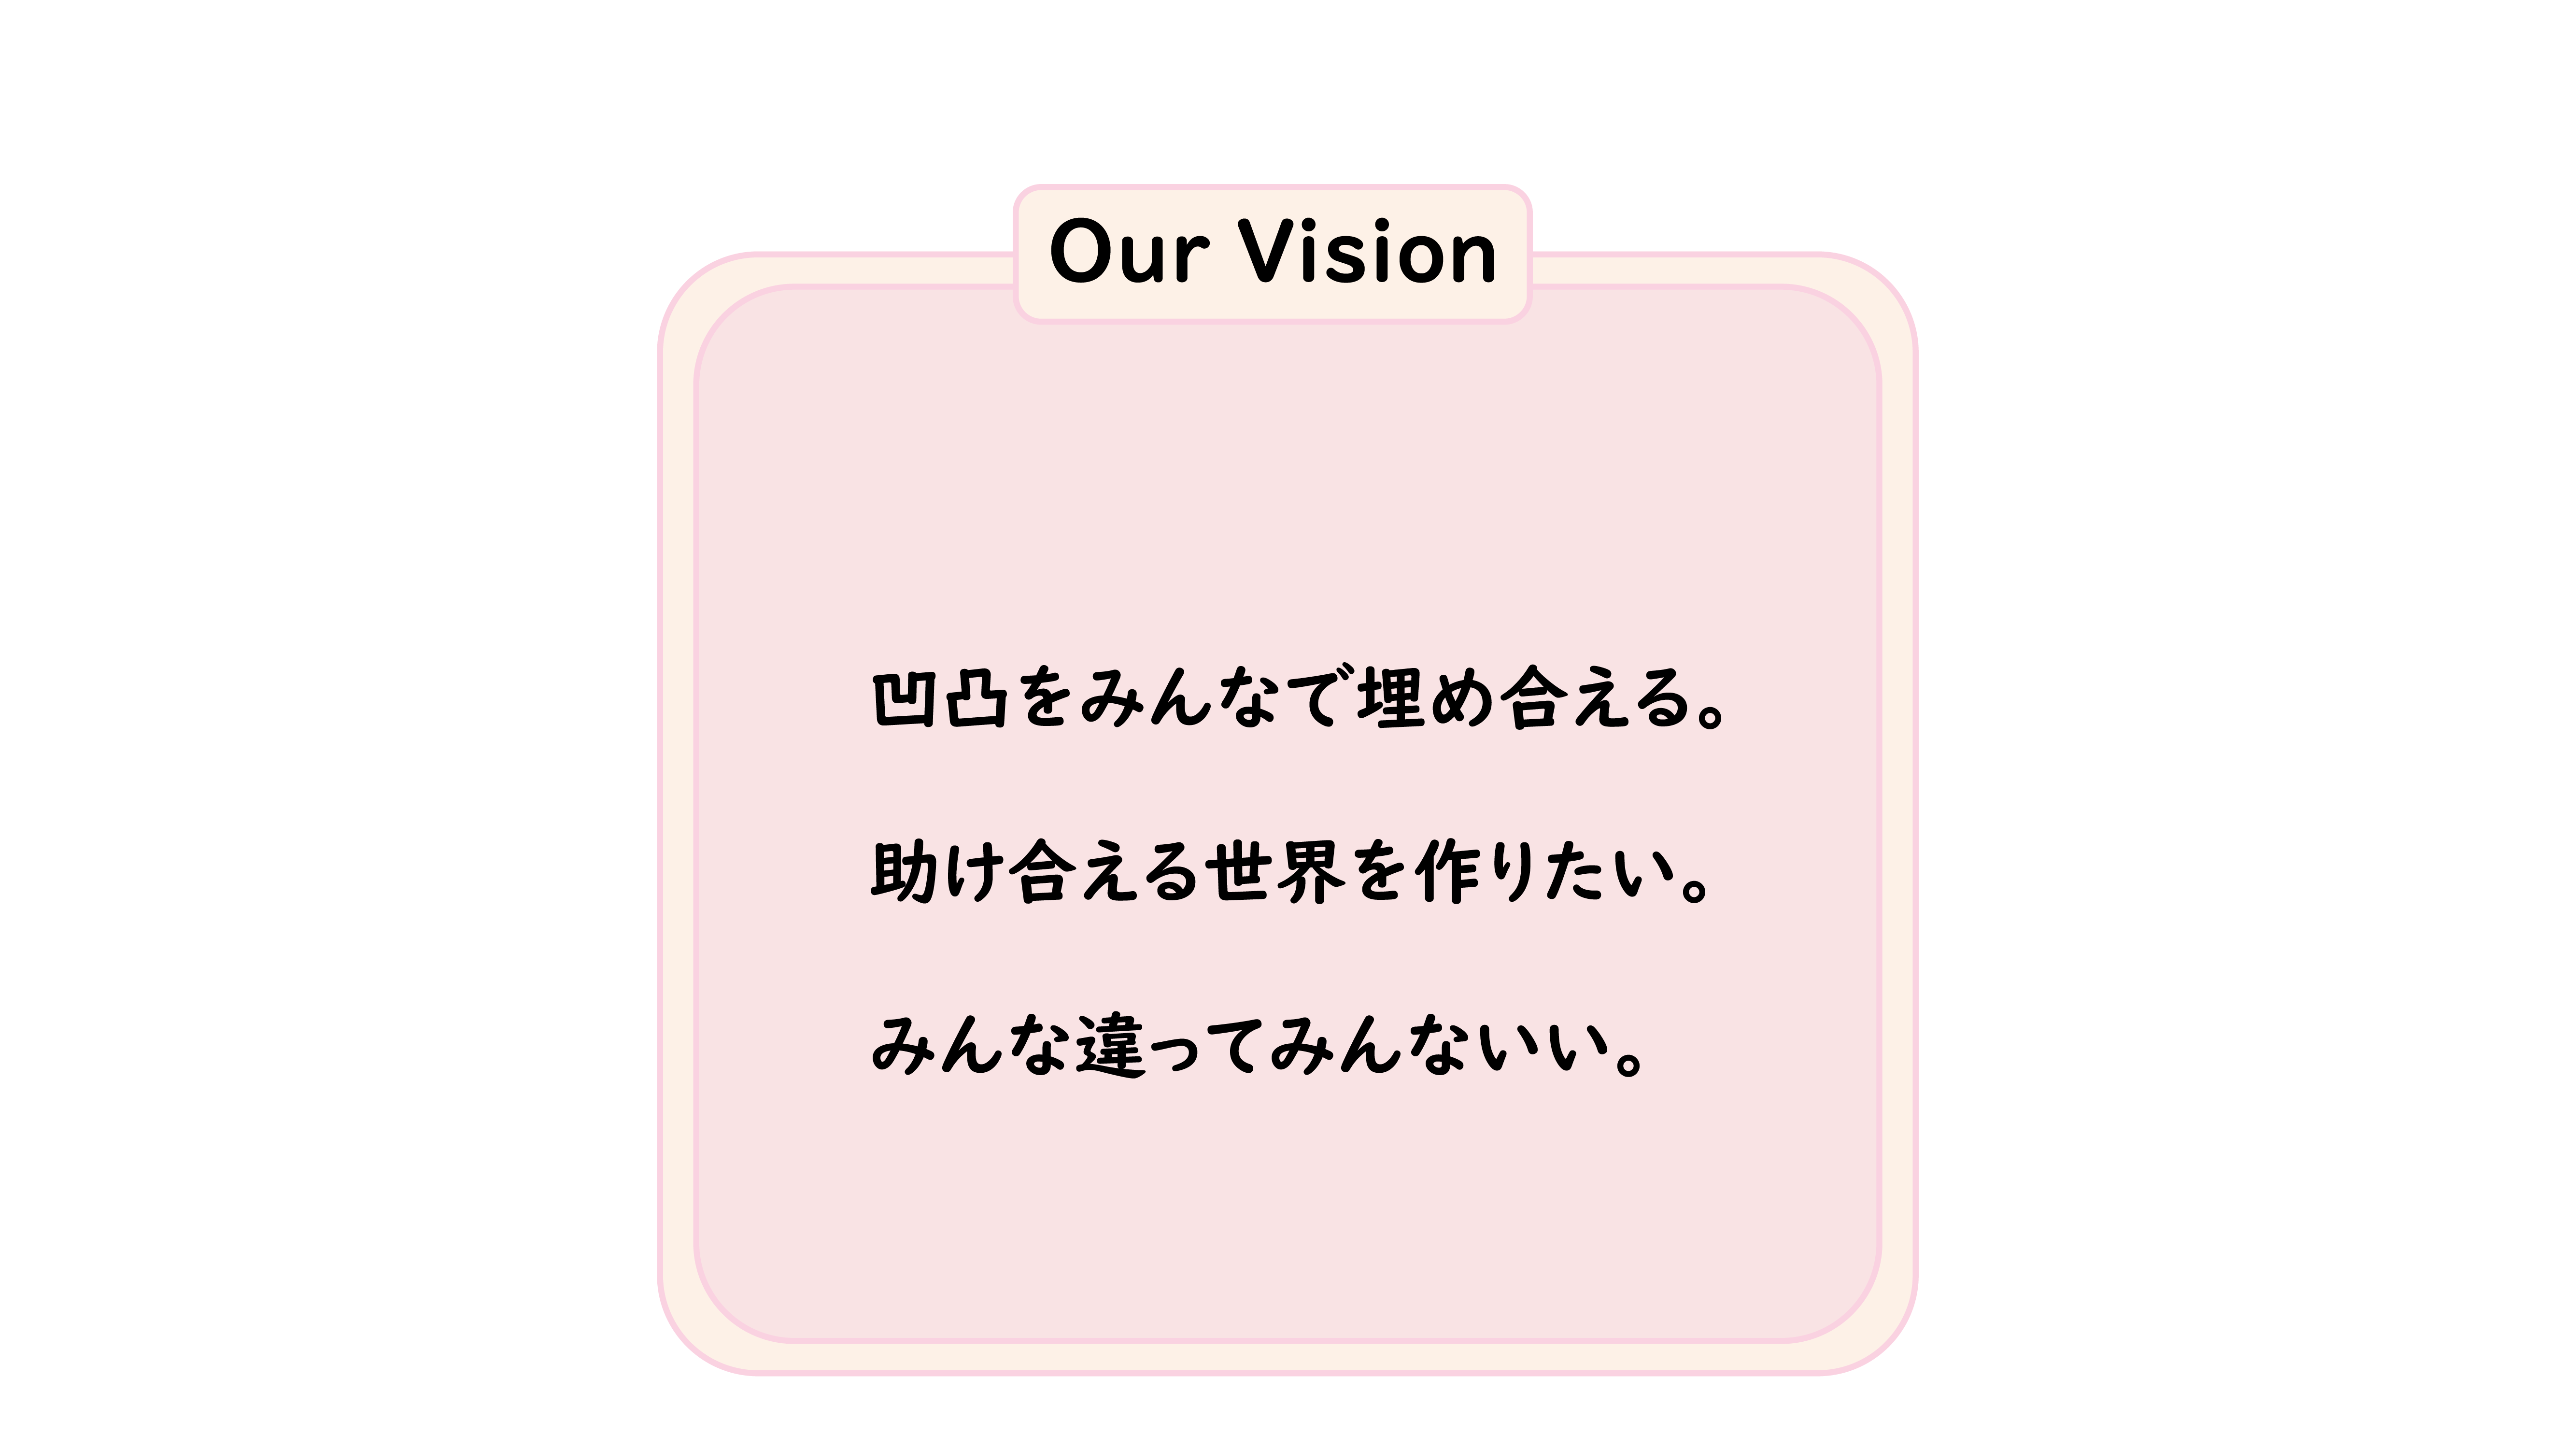 Our Vision
凹凸をみんなで埋め合える。
助け合える世界を作りたい。
みんな違ってみんないい。